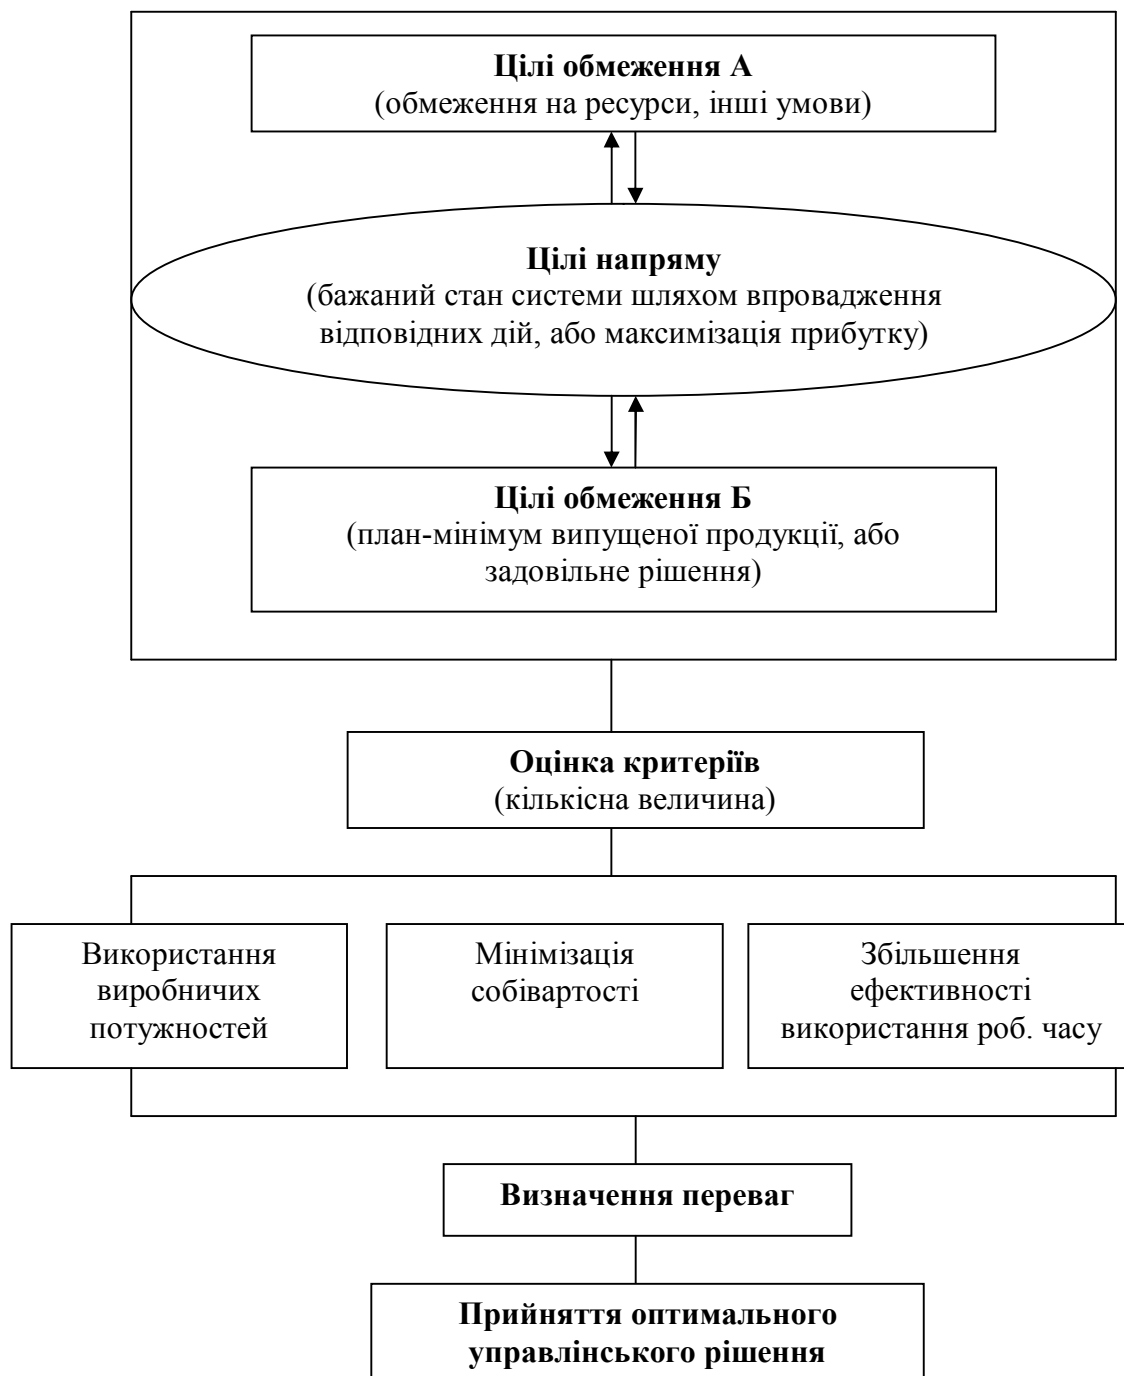 Цілі обмеження А
(обмеження на ресурси, інші умови)
Цілі напряму
(бажаний стан системи шляхом впровадження
відповідних дій, або максимізація прибутку)
Цілі обмеження Б
(план-мінімум випущеної продукції, або
задовільне рішення)
Оцінка критеріїв
(кількісна величина)
Використання
виробничих
потужностей
Мінімізація
собівартості
Збільшення
ефективності
використання роб. часу
Визначення переваг
Прийняття оптимального
управлінського рішення